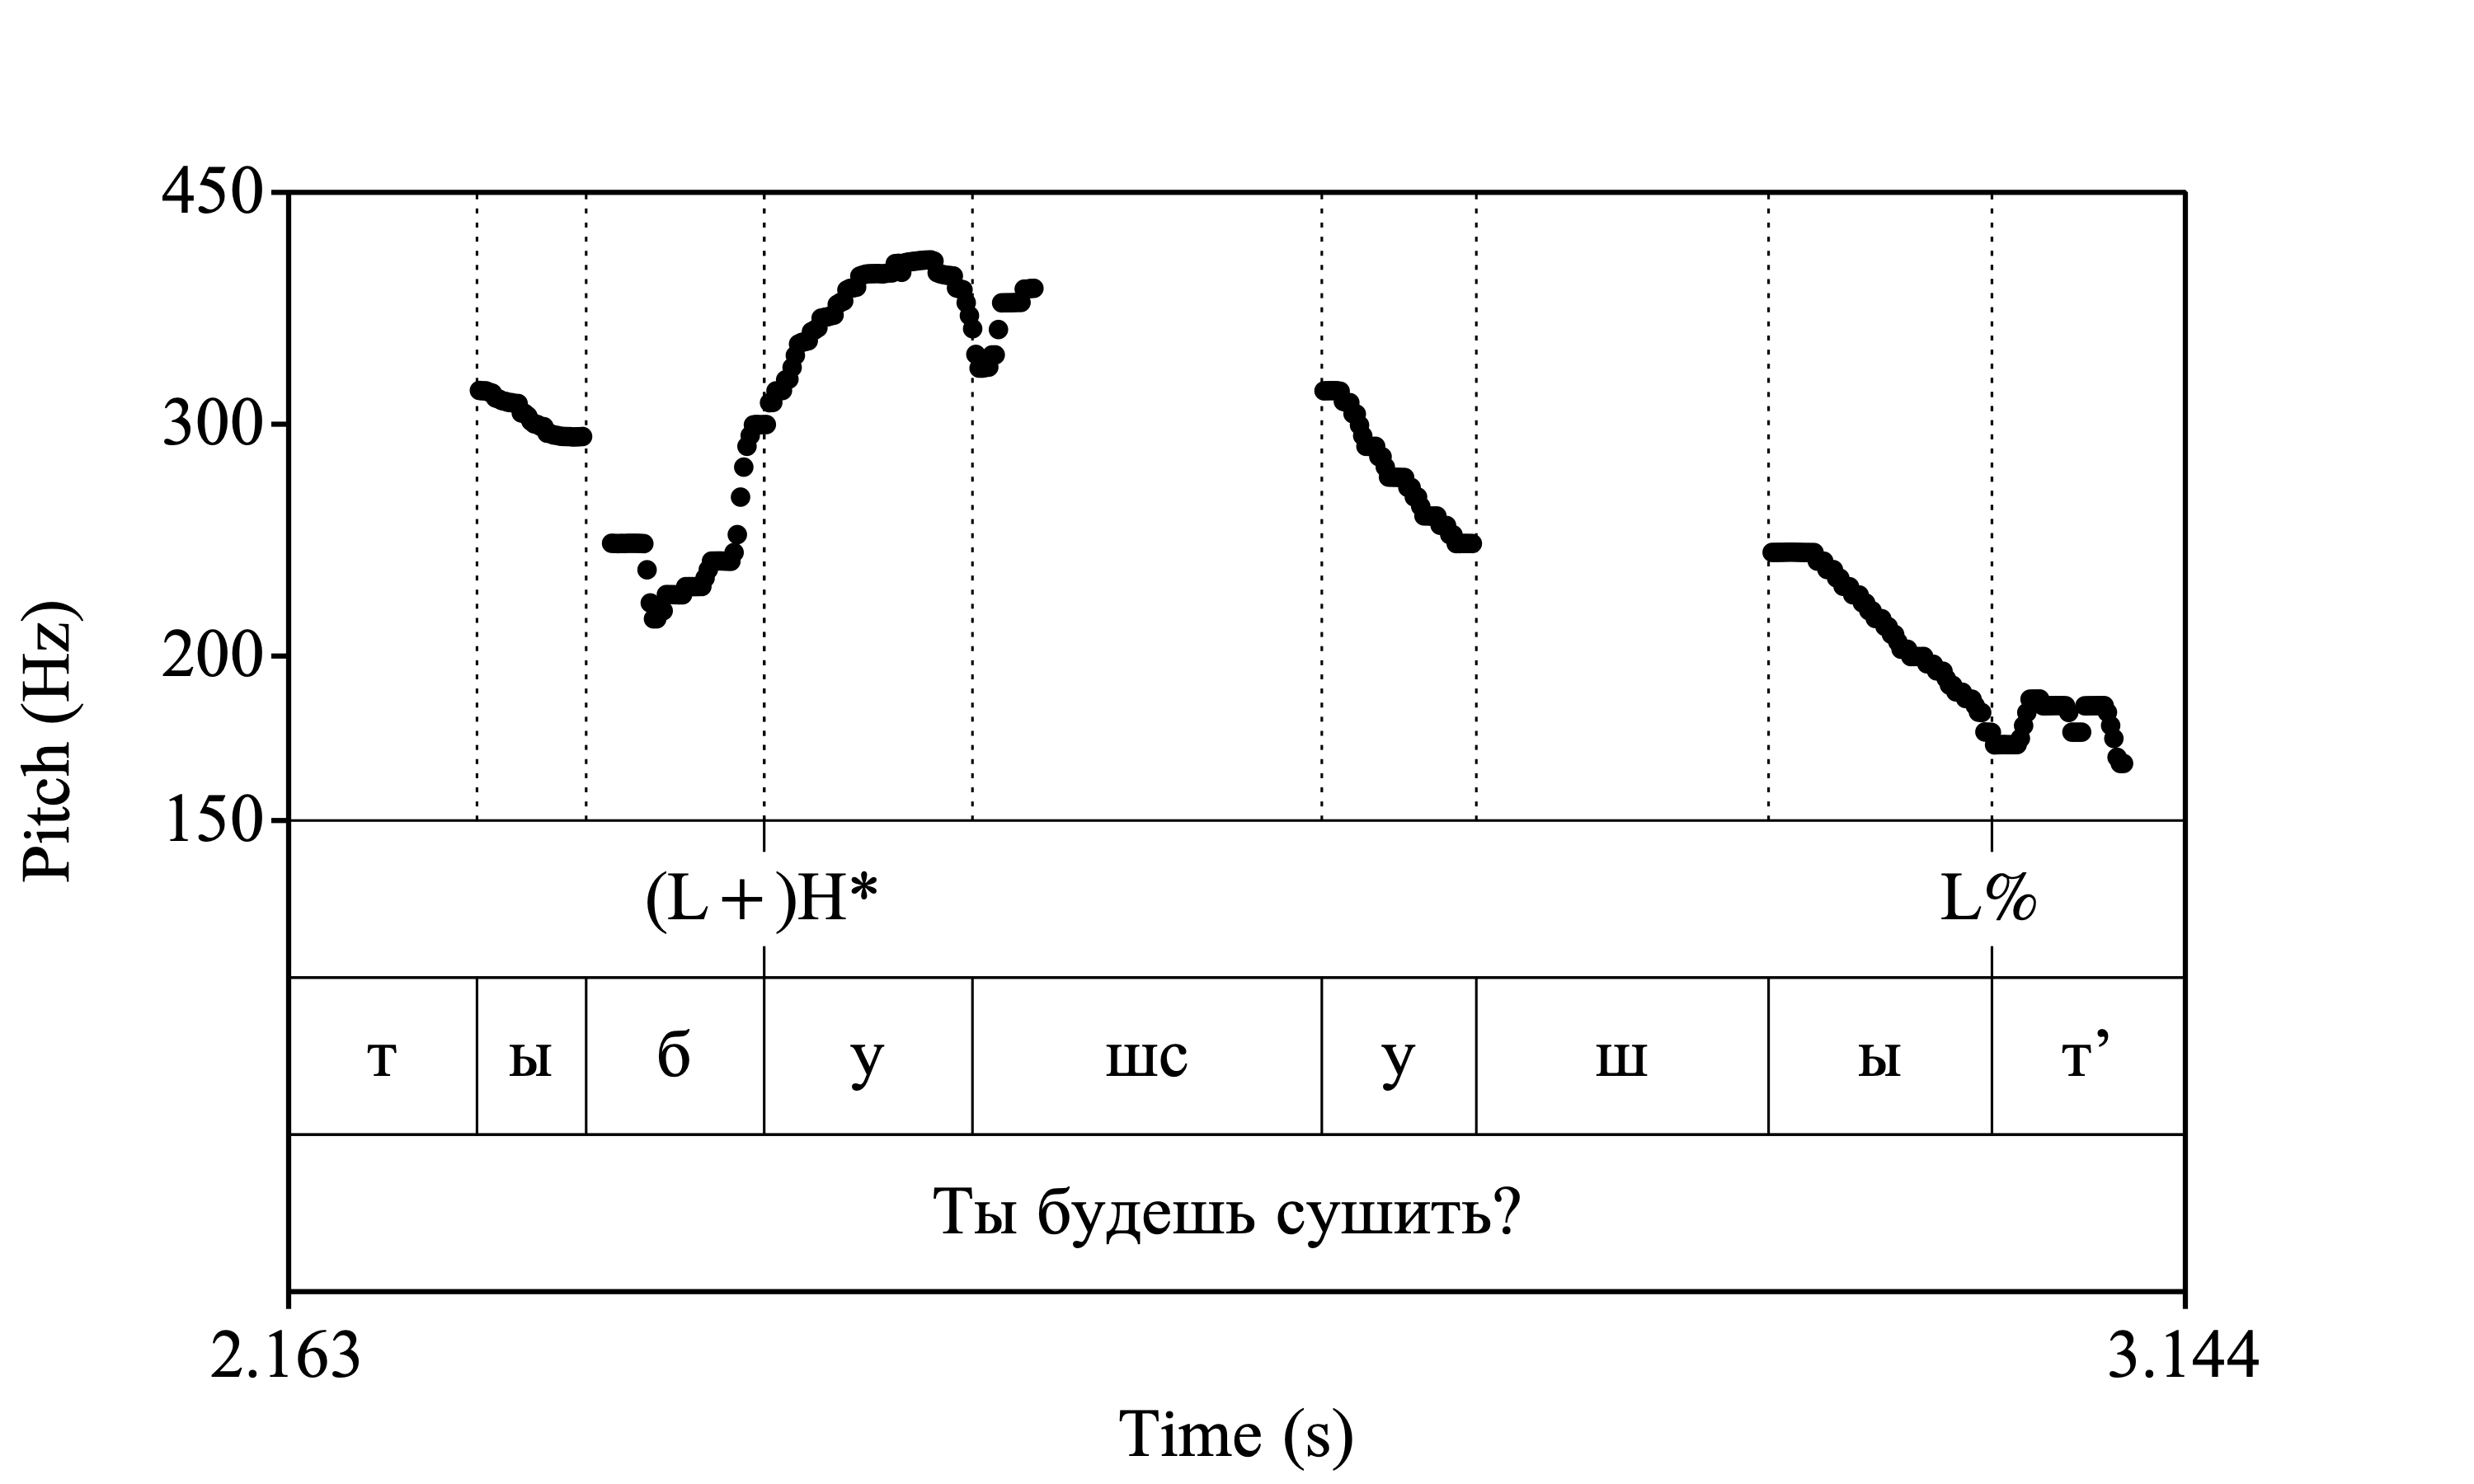 450
300
200
150
Pitch (Hz)
(L+)H* L%
т ы б у шс у ш ы т’
Ты будешь сушить?
2.163 3.144
Time (s)